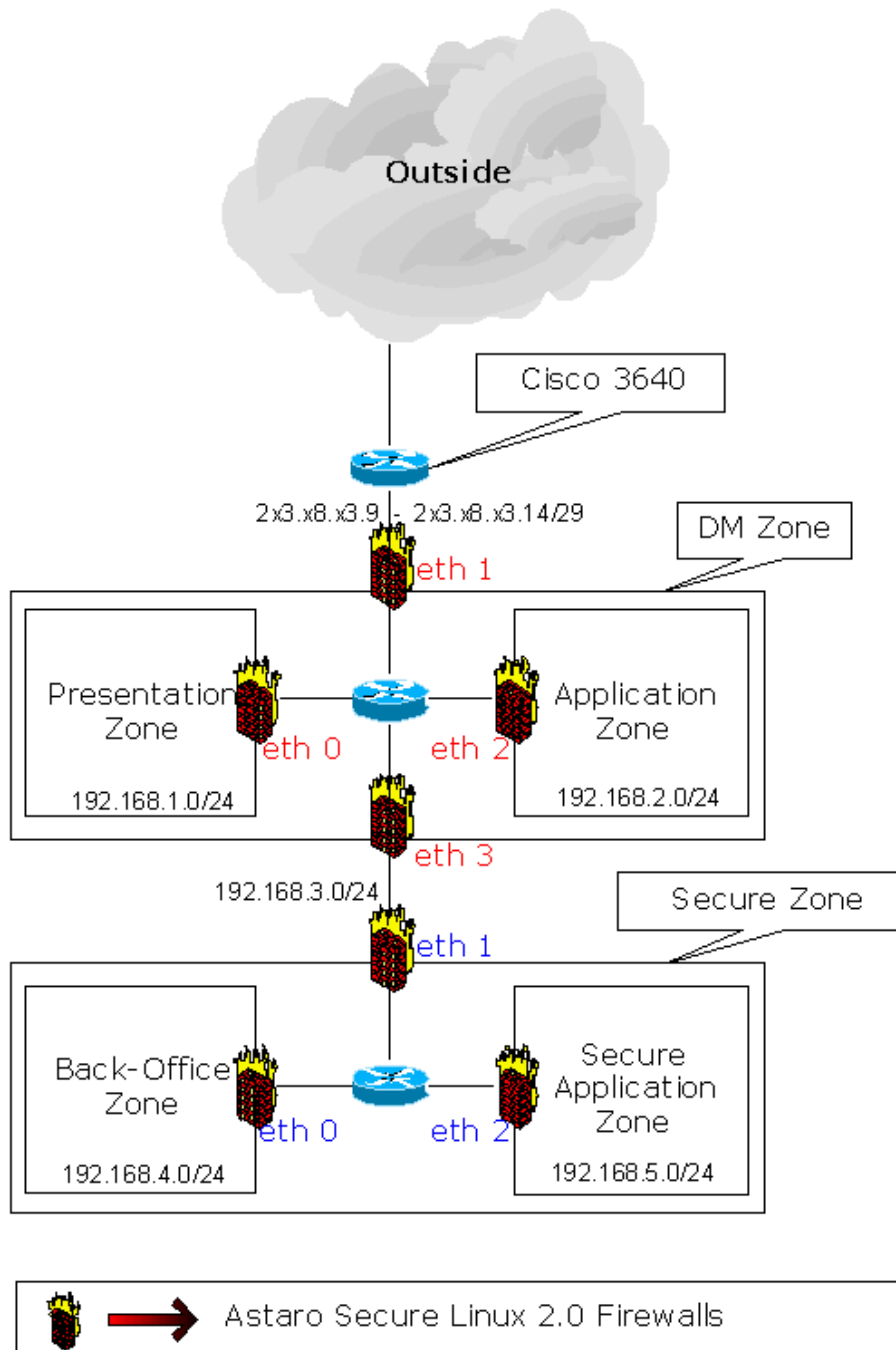 Outside
Cisco 3640
2x3.x8.x3.9 - 2x3.x8.x3.14/29
DM Zone
eth 1
Presentation
Zone
Application
Zone
eth 0
eth 2
192.168.1.0/24
192.168.2.0/24
eth 3
192.168.3.0/24
Secure Zone
eth 1
Back-Office
Zone
Secure
Application
Zone
eth 0
eth 2
192.168.4.0/24
192.168.5.0/24
Astaro Secure Linux 2.0 Firewalls